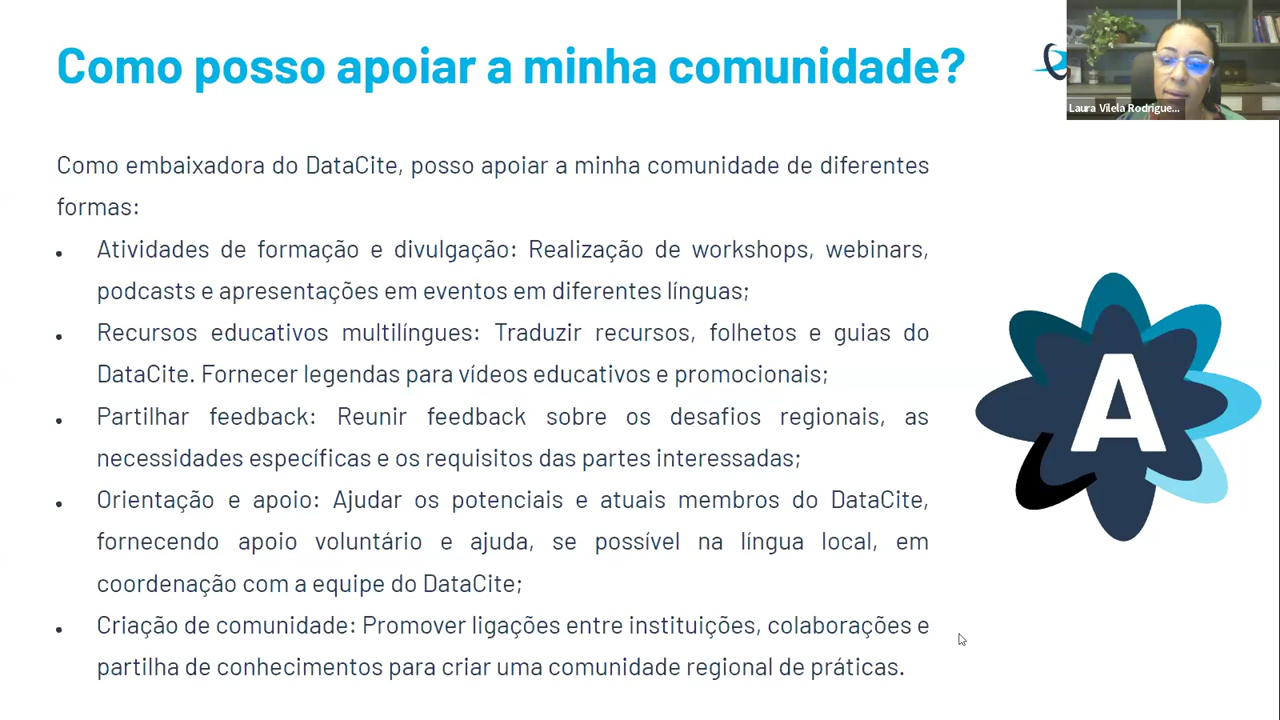 Como posso apoiar a minha comunidade?
Laura Vilela Rodrigue...
Como embaixadora do DataCite, posso apoiar a minha comunidade de diferentes
formas:
• Atividades de formação e divulgação: Realização de workshops, webinars,
podcasts e apresentações em eventos em diferentes línguas;
• Recursos educativos multilíngues: Traduzir recursos, folhetos e guias do
DataCite. Fornecer legendas para vídeos educativos e promocionais;
• Partilhar feedback: Reunir feedback sobre os desafios regionais, as
necessidades específicas e os requisitos das partes interessadas;
• Orientação e apoio: Ajudar os potenciais e atuais membros do DataCite,
fornecendo apoio voluntário e ajuda, se possível na língua local, em
coordenação com a equipe do DataCite;
• Criação de comunidade: Promover ligações entre instituições, colaborações e
partilha de conhecimentos para criar uma comunidade regional de práticas.
A